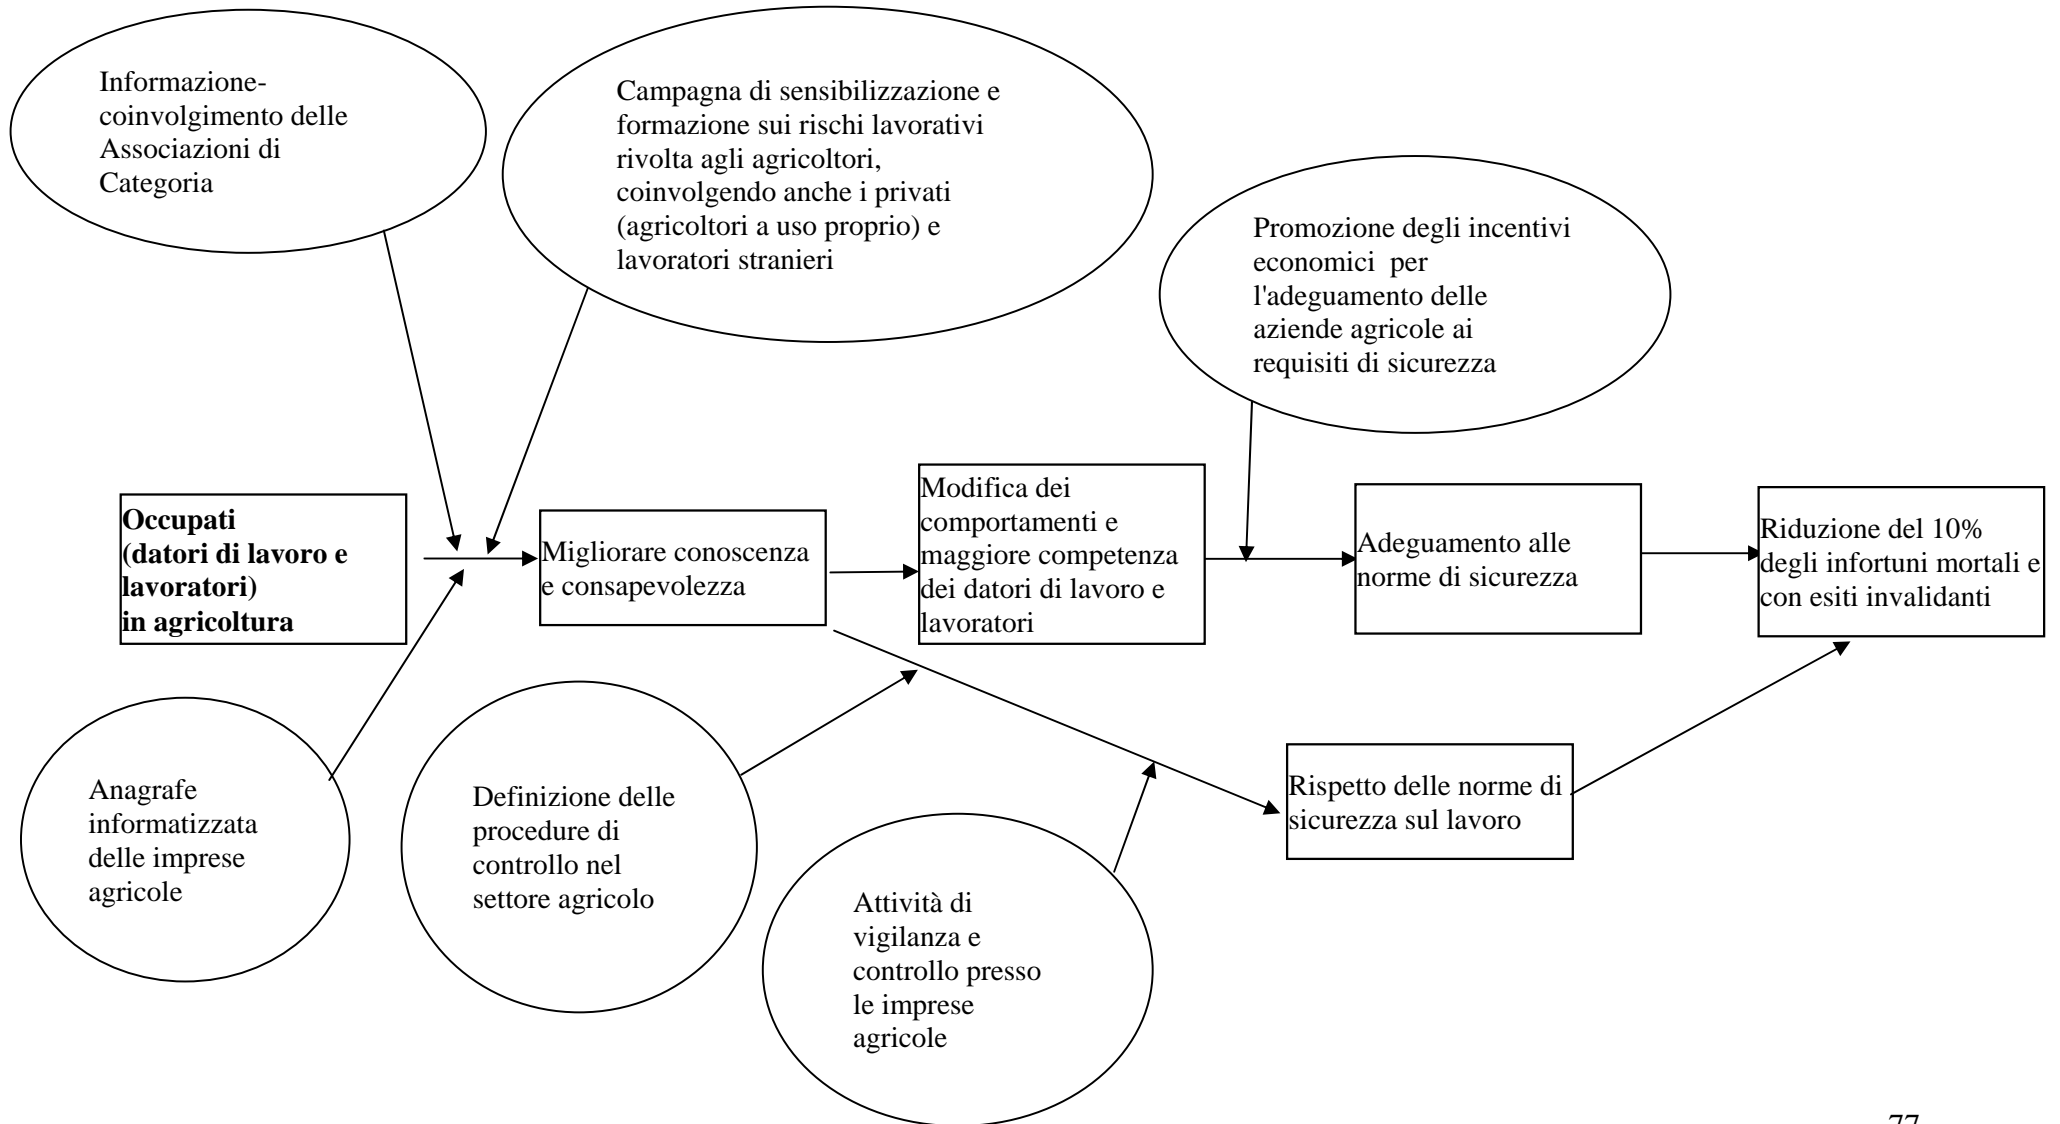 Informazione-
coinvolgimento delle
Associazioni di
Categoria
Campagna di sensibilizzazione e
formazione sui rischi lavorativi
rivolta agli agricoltori,
coinvolgendo anche i privati
(agricoltori a uso proprio) e
lavoratori stranieri
Promozione degli incentivi
economici  per
l'adeguamento delle
aziende agricole ai
requisiti di sicurezza
Occupati
(datori di lavoro e
lavoratori)
in agricoltura
Migliorare conoscenza
e consapevolezza
Modifica dei
comportamenti e
maggiore competenza
dei datori di lavoro e
lavoratori
Adeguamento alle
norme di sicurezza
Riduzione del 10%
degli infortuni mortali e
con esiti invalidanti
Anagrafe
informatizzata
delle imprese
agricole
Definizione delle
procedure di
controllo nel
settore agricolo
Attività di
vigilanza e
controllo presso
le imprese
agricole
Rispetto delle norme di
sicurezza sul lavoro
77